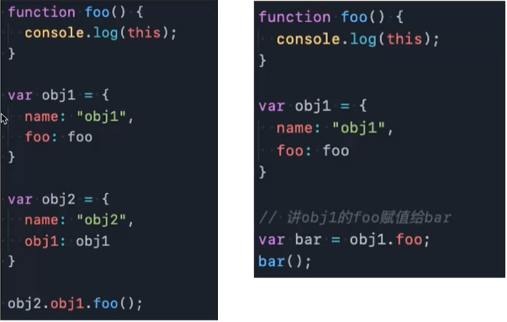 function foo() {
  console.log(this);
}
var obj1 = {
  name: "obj1",
  foo: foo
}
var obj2 = {
  name: "obj2",
  obj1: obj1
}
obj2.obj1.foo();
function foo() {
  console.log(this);
}
var obj1 = {
  name: "obj1",
  foo: foo
}
// 讲obj1的foo赋值给bar
var bar = obj1.foo;
bar();